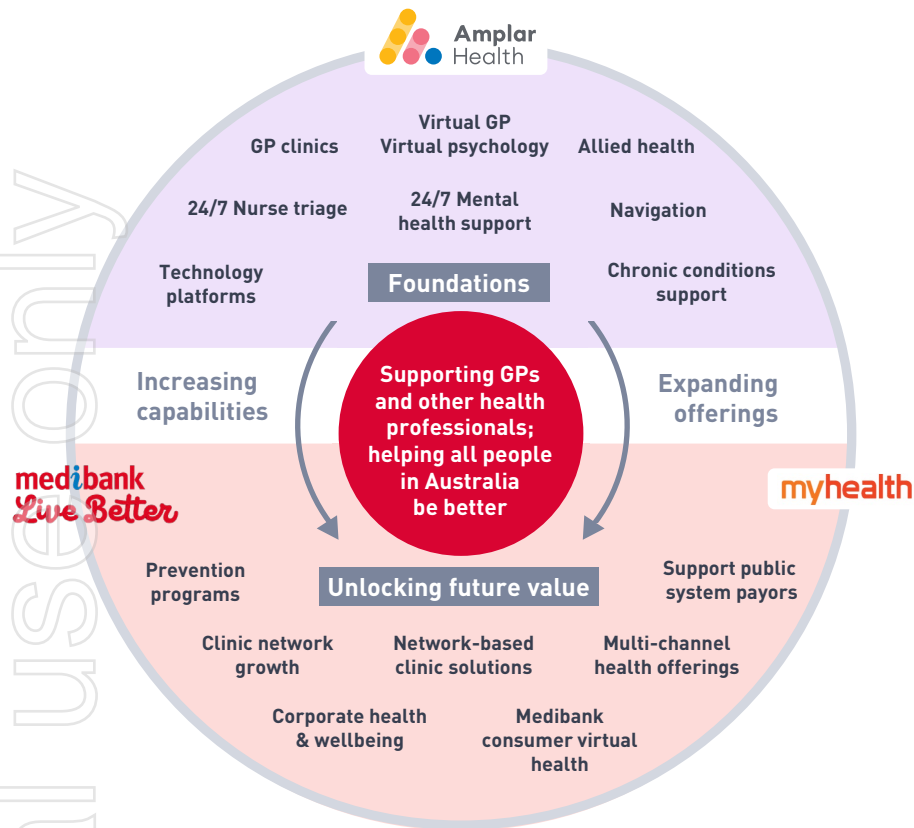 Amplar
Health
Virtual GP
Virtual psychology
GP clinics
Allied health
24/7 Nurse triage
24/7 Mental
health support
Navigation
Technology
platforms
Foundations
Chronic conditions
support
Increasing
capabilities
Supporting GPs
and other health
professionals;
helping all people
in Australia
be better
Expanding
offerings
medibank
Live Better
myhealth
Prevention
programs
Unlocking future value
Support public
system payors
Clinic network
growth
Network-based
clinic solutions
Multi-channel
health offerings
Corporate health
& wellbeing
Medibank
consumer virtual
health
al use only